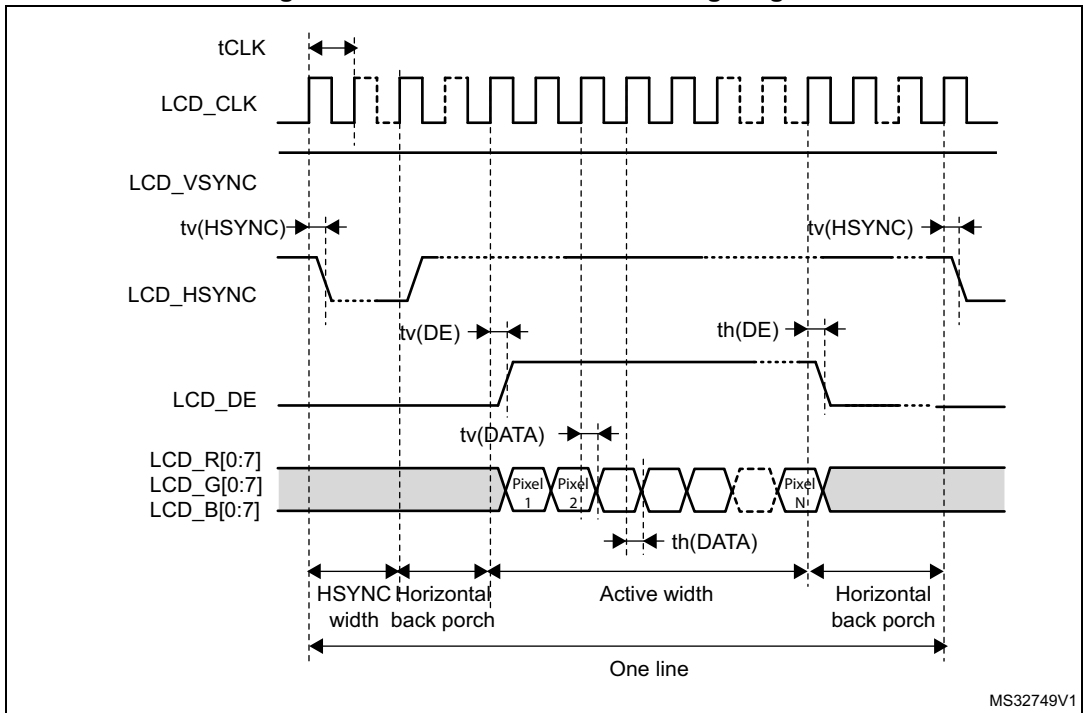 tCLK
LCD_CLK
LCD_VSYNC
tv(HSYNC)
tv(HSYNC)
LCD_HSYNC
tv(DE)
th(DE)
LCD_DE
tv(DATA)
LCD_R[0:7]
LCD_G[0:7]
LCD_B[0:7]
Pixel
1
Pixel
2
Pixel
N
th(DATA)
HSYNC
width
Horizontal
back porch
Active width
Horizontal
back porch
One line
MS32749V1